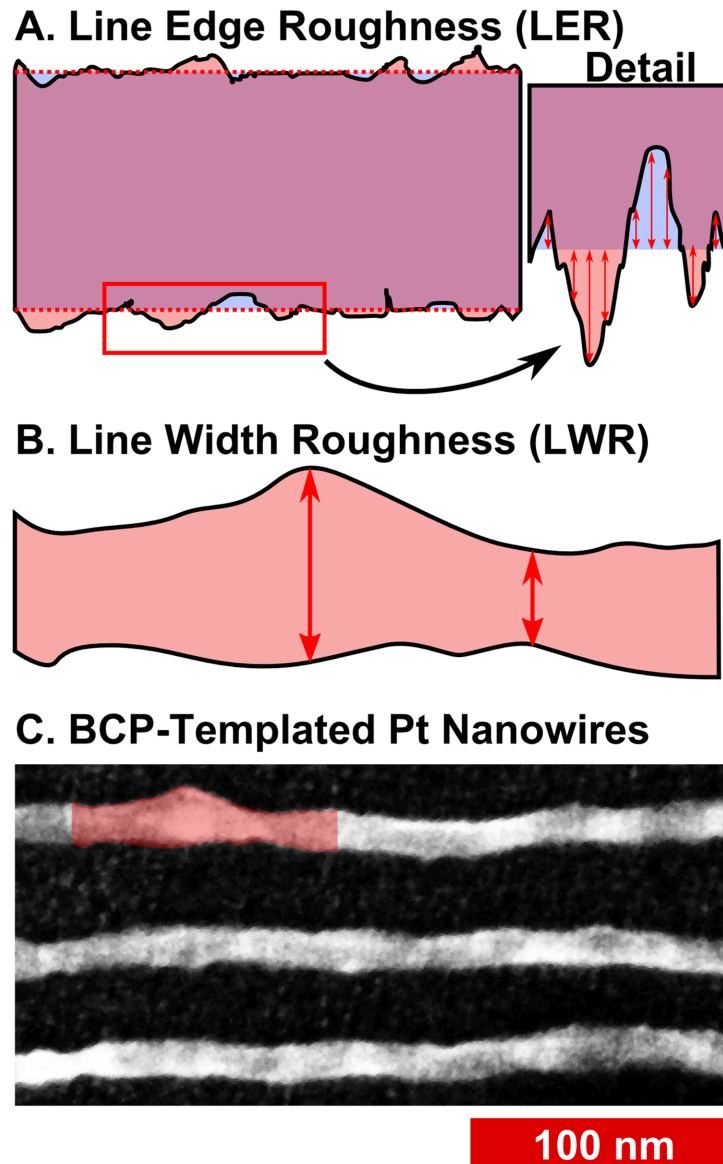 A. Line Edge Roughness (LER)
Detail
B. Line Width Roughness (LWR)
C. BCP-Templated Pt Nanowires
100 nm